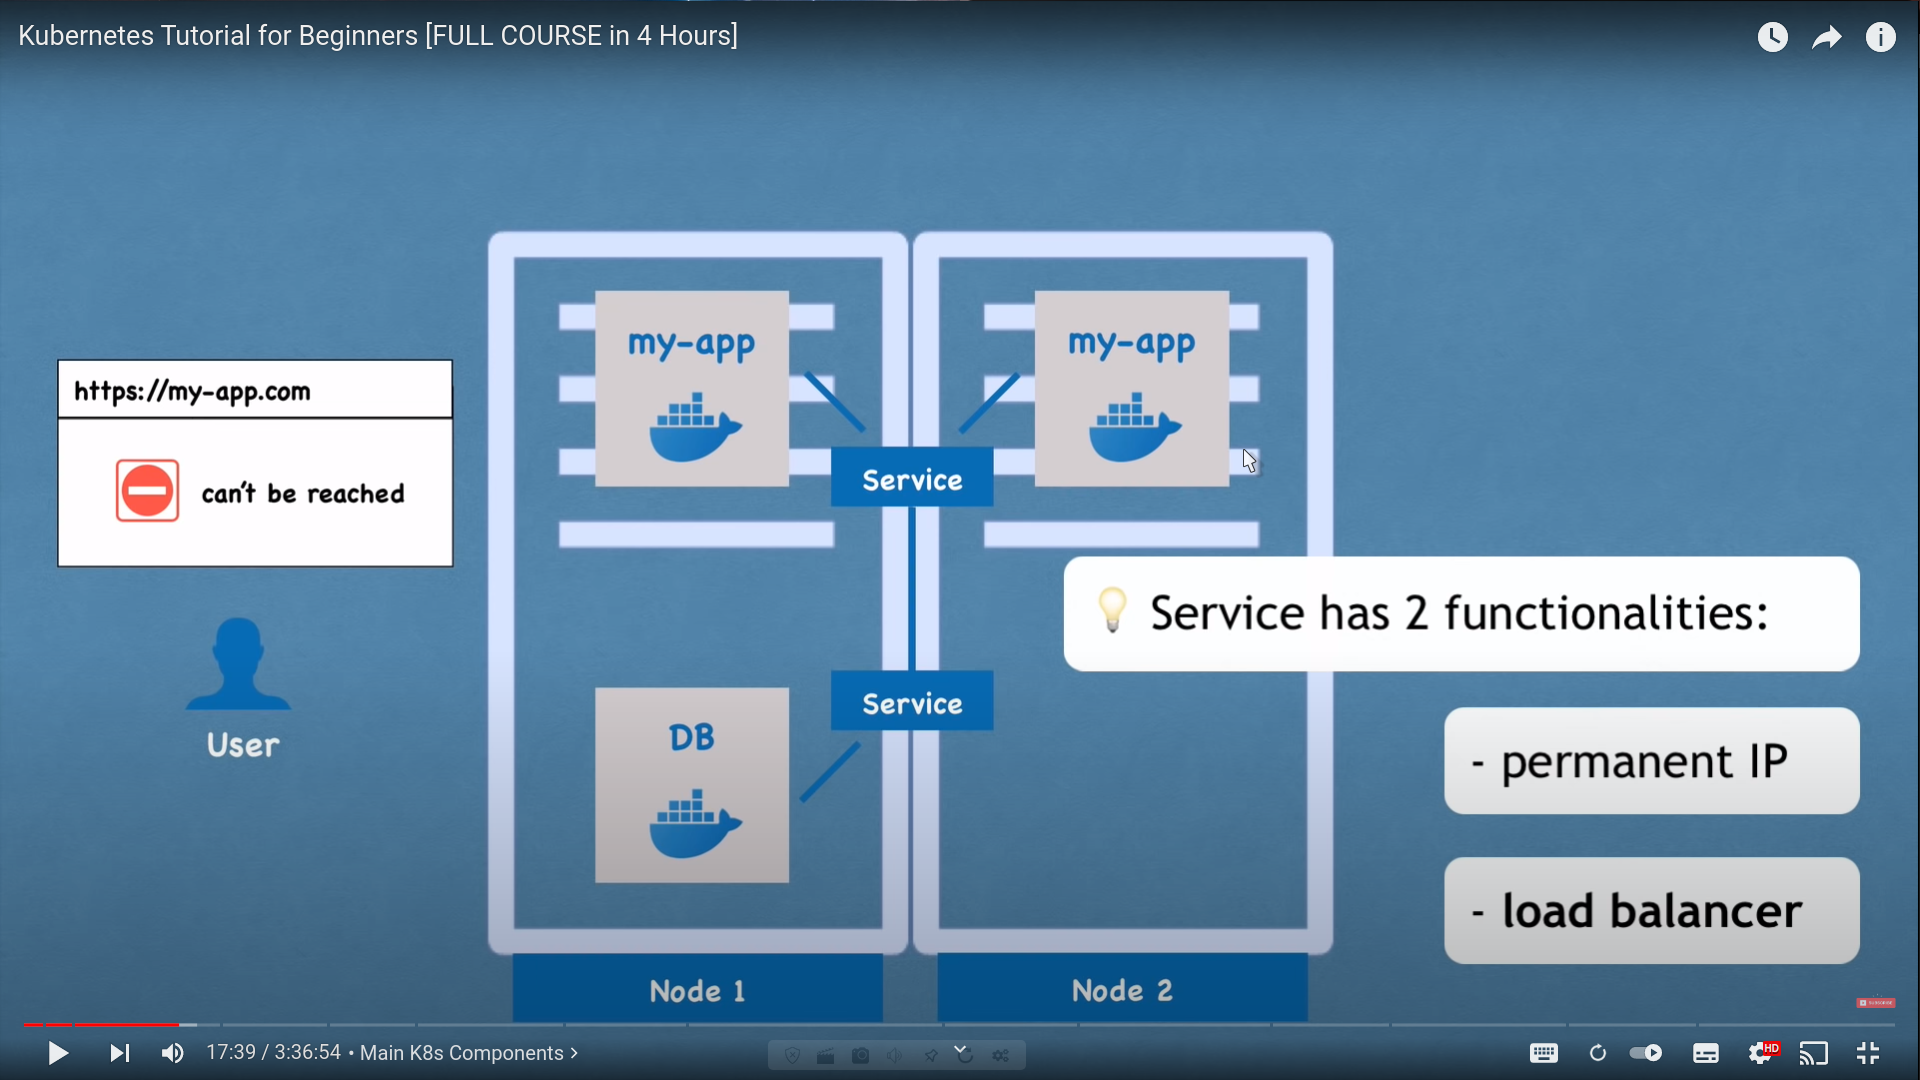 Kubernetes Tutorial for Beginners [FULL COURSE in 4 Hours]
https://my-app.com
can't be reached
User
my-app
my-app
Service
Service
DB
Node 1
Node 2
💡 Service has 2 functionalities:
- permanent IP
- load balancer
17:39 / 3:36:54 • Main K8s Components >
HD